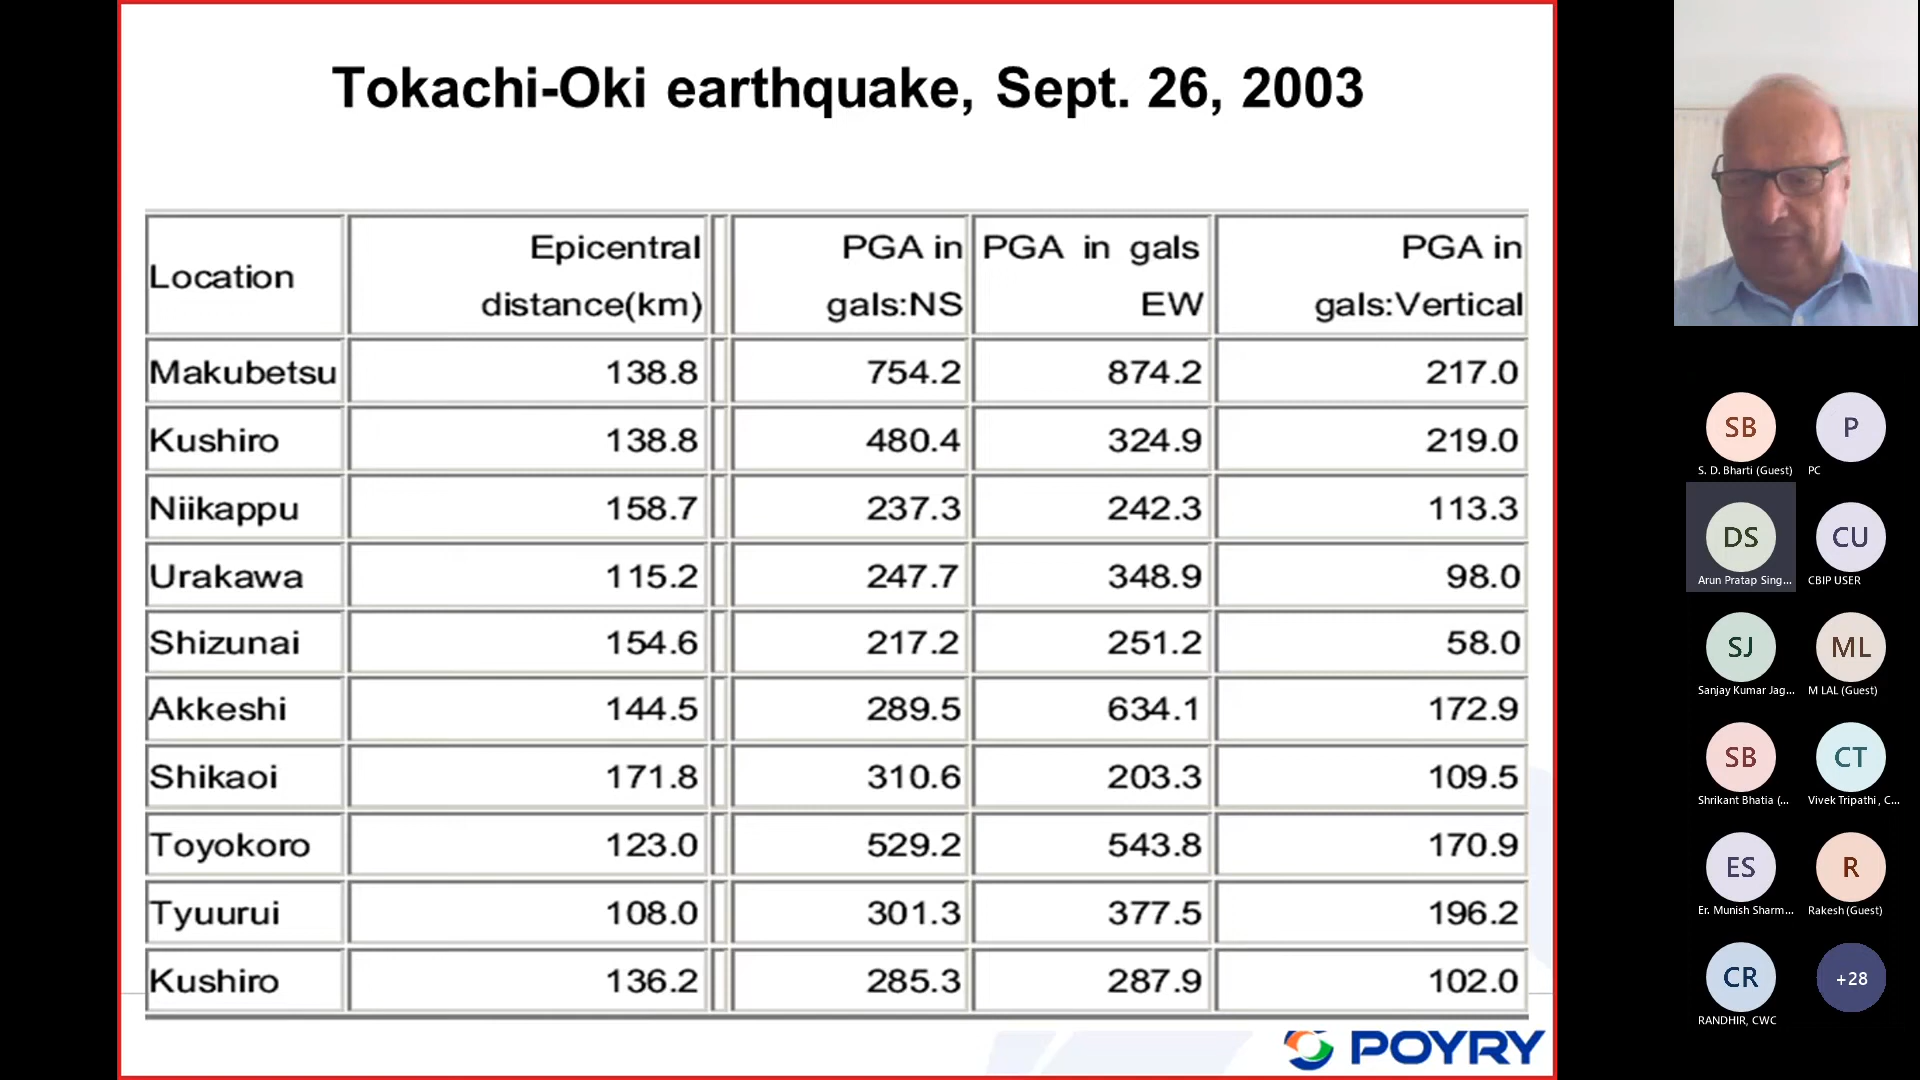 Tokachi-Oki earthquake, Sept. 26, 2003
Location Epicentral distance(km) PGA in gals:NS PGA in gals EW PGA in gals:Vertical
Makubetsu 138.8 754.2 874.2 217.0
Kushiro 138.8 480.4 324.9 219.0
Niikappu 158.7 237.3 242.3 113.3
Urakawa 115.2 247.7 348.9 98.0
Shizunai 154.6 217.2 251.2 58.0
Akkeshi 144.5 289.5 634.1 172.9
Shikaoi 171.8 310.6 203.3 109.5
Toyokoro 123.0 529.2 543.8 170.9
Tyuurui 108.0 301.3 377.5 196.2
Kushiro 136.2 285.3 287.9 102.0
POYRY
SB P
S. D. Bharti (Guest) PC
DS CU
Arun Pratap Sing... CBIP USER
SJ ML
Sanjay Kumar Jag... M LAL (Guest)
SB CT
Shrikant Bhatia (... Vivek Tripathi , C...
ES R
Er. Munish Sharm... Rakesh (Guest)
CR +28
RANDHIR, CWC